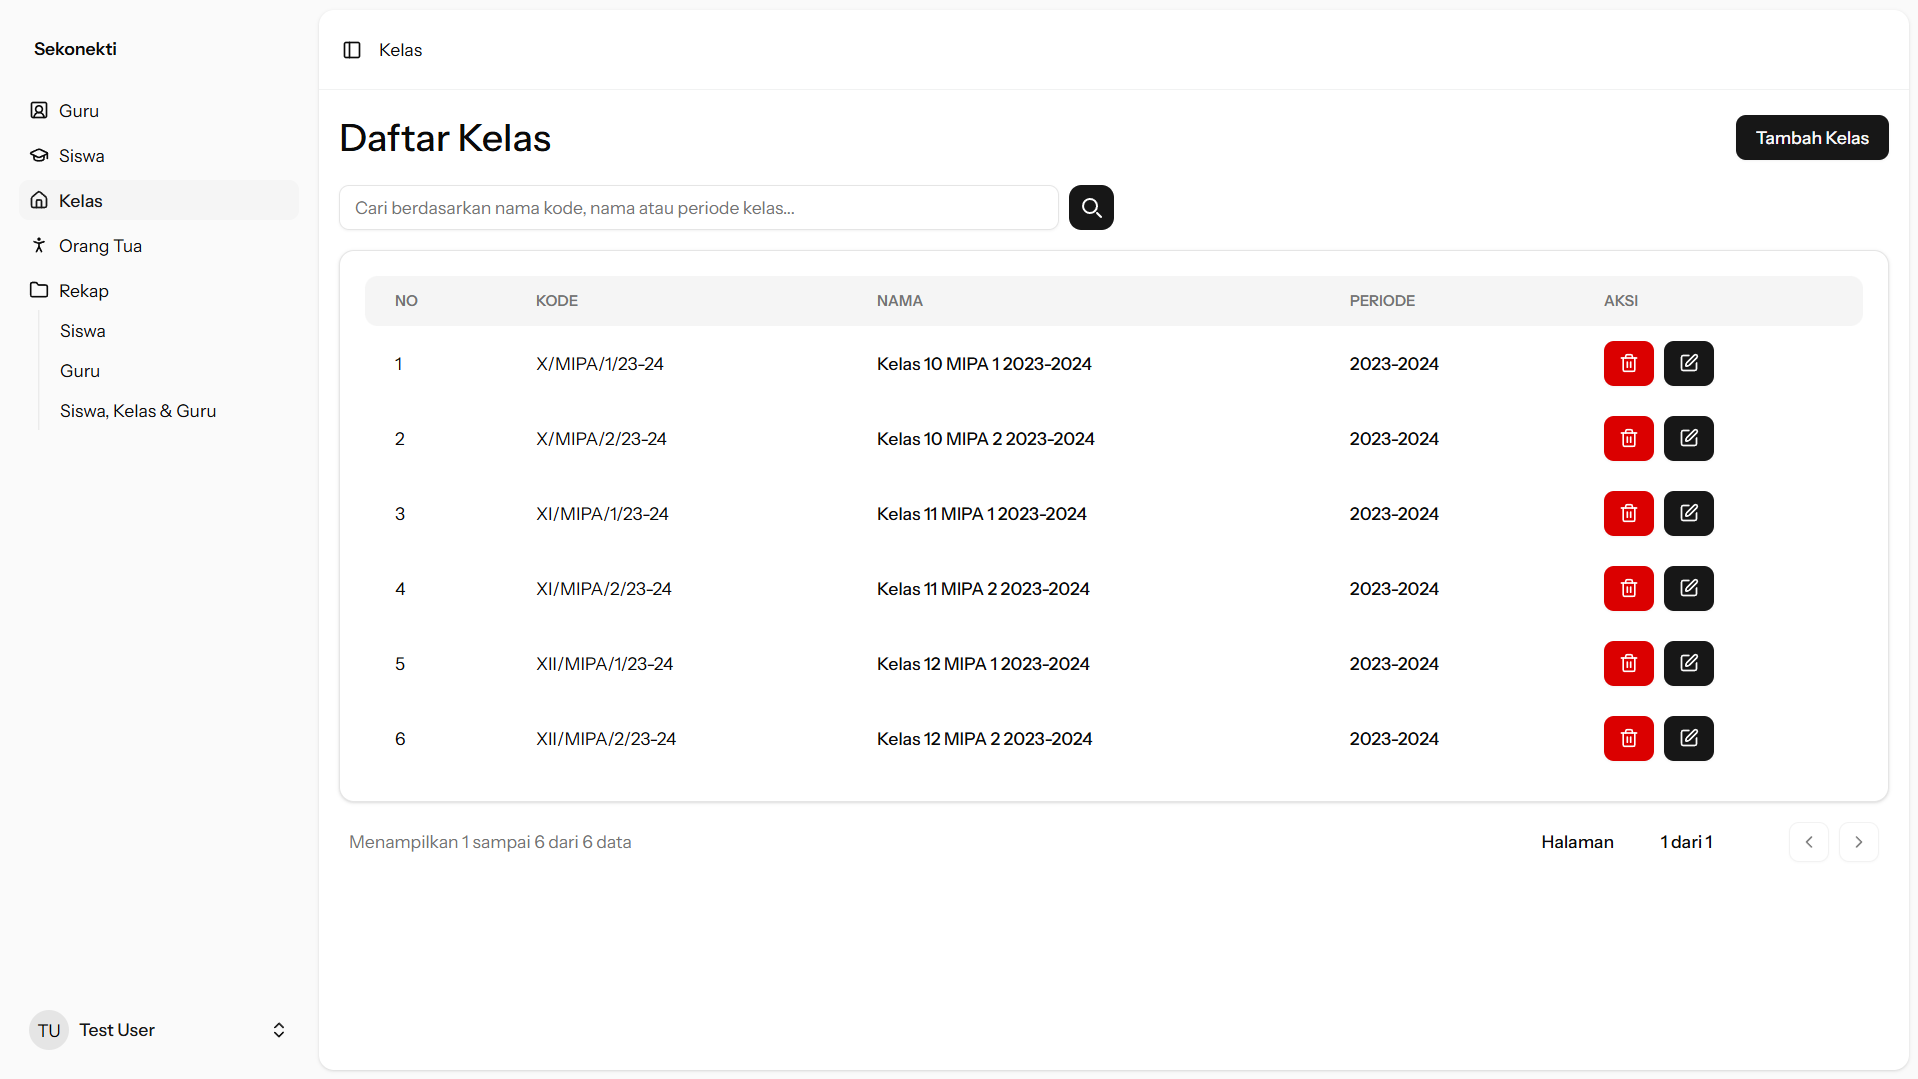 Sekonekti
Guru
Siswa
Kelas
Orang Tua
Rekap
Siswa
Guru
Siswa, Kelas & Guru
TU Test User
Kelas
Daftar Kelas
Tambah Kelas
Cari berdasarkan nama kode, nama atau periode kelas...
NO KODE NAMA PERIODE AKSI
1 X/MIPA/1/23-24 Kelas 10 MIPA 1 2023-2024 2023-2024
2 X/MIPA/2/23-24 Kelas 10 MIPA 2 2023-2024 2023-2024
3 XI/MIPA/1/23-24 Kelas 11 MIPA 1 2023-2024 2023-2024
4 XI/MIPA/2/23-24 Kelas 11 MIPA 2 2023-2024 2023-2024
5 XII/MIPA/1/23-24 Kelas 12 MIPA 1 2023-2024 2023-2024
6 XII/MIPA/2/23-24 Kelas 12 MIPA 2 2023-2024 2023-2024
Menampilkan 1 sampai 6 dari 6 data
Halaman 1 dari 1